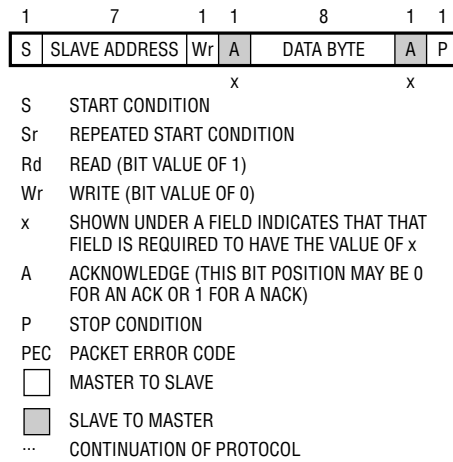 1 7 1 1 8 1 1
S SLAVE ADDRESS Wr A DATA BYTE A P
x x
S START CONDITION
Sr REPEATED START CONDITION
Rd READ (BIT VALUE OF 1)
Wr WRITE (BIT VALUE OF 0)
x SHOWN UNDER A FIELD INDICATES THAT THAT
FIELD IS REQUIRED TO HAVE THE VALUE OF x
A ACKNOWLEDGE (THIS BIT POSITION MAY BE 0
FOR AN ACK OR 1 FOR A NACK)
P STOP CONDITION
PEC PACKET ERROR CODE
MASTER TO SLAVE
SLAVE TO MASTER
... CONTINUATION OF PROTOCOL